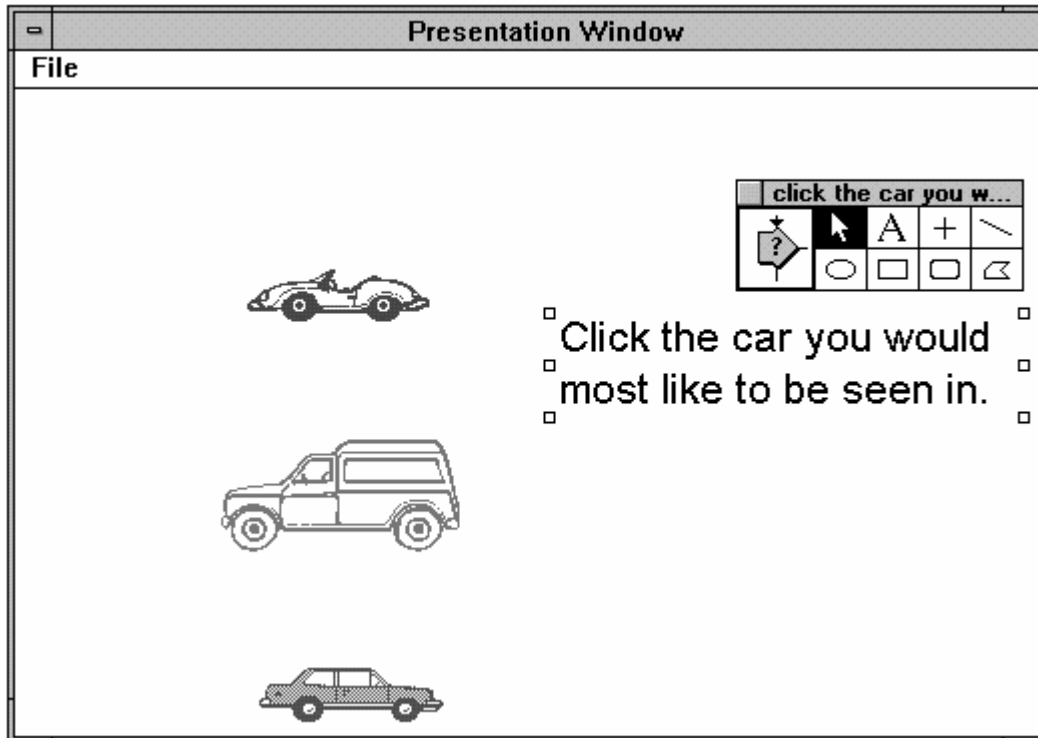 Presentation Window
File
click the car you w...
?
A
Click the car you would
most like to be seen in.